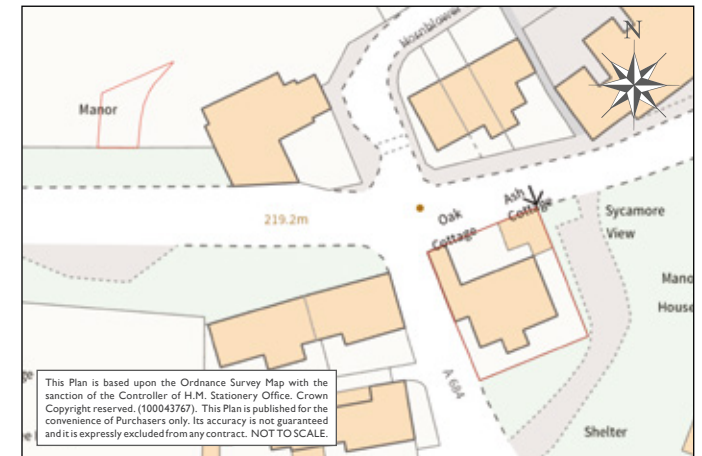 Hornblower
N
Manor
Ash
Cottage
Oak
Cottage
Sycamore
View
219.2m
Mano
House
A 684
Shelter
This Plan is based upon the Ordnance Survey Map with the
sanction of the Controller of H.M. Stationery Office. Crown
Copyright reserved. (100043767). This Plan is published for the
convenience of Purchasers only. Its accuracy is not guaranteed
and it is expressly excluded from any contract. NOT TO SCALE.